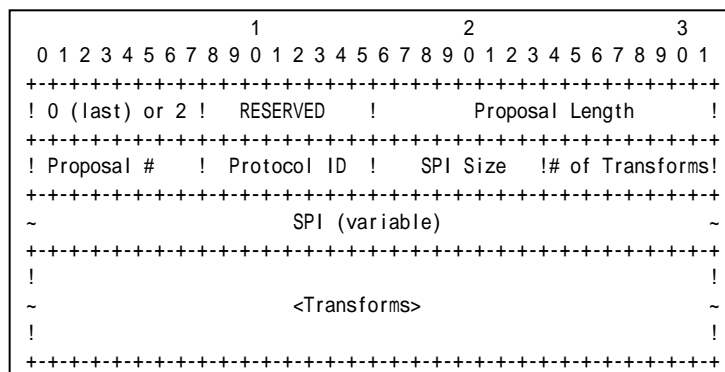 1                   2                   3
 0 1 2 3 4 5 6 7 8 9 0 1 2 3 4 5 6 7 8 9 0 1 2 3 4 5 6 7 8 9 0 1
+-+-+-+-+-+-+-+-+-+-+-+-+-+-+-+-+-+-+-+-+-+-+-+-+-+-+-+-+-+-+-+-+
! 0 (last) or 2 !   RESERVED    !         Proposal Length       !
+-+-+-+-+-+-+-+-+-+-+-+-+-+-+-+-+-+-+-+-+-+-+-+-+-+-+-+-+-+-+-+-+
! Proposal #    !  Protocol ID  !    SPI Size   !# of Transforms!
+-+-+-+-+-+-+-+-+-+-+-+-+-+-+-+-+-+-+-+-+-+-+-+-+-+-+-+-+-+-+-+-+
~                        SPI (variable)                         ~
+-+-+-+-+-+-+-+-+-+-+-+-+-+-+-+-+-+-+-+-+-+-+-+-+-+-+-+-+-+-+-+-+
!                                                               !
~                         <Transforms>                          ~
!                                                               !
+-+-+-+-+-+-+-+-+-+-+-+-+-+-+-+-+-+-+-+-+-+-+-+-+-+-+-+-+-+-+-+-+